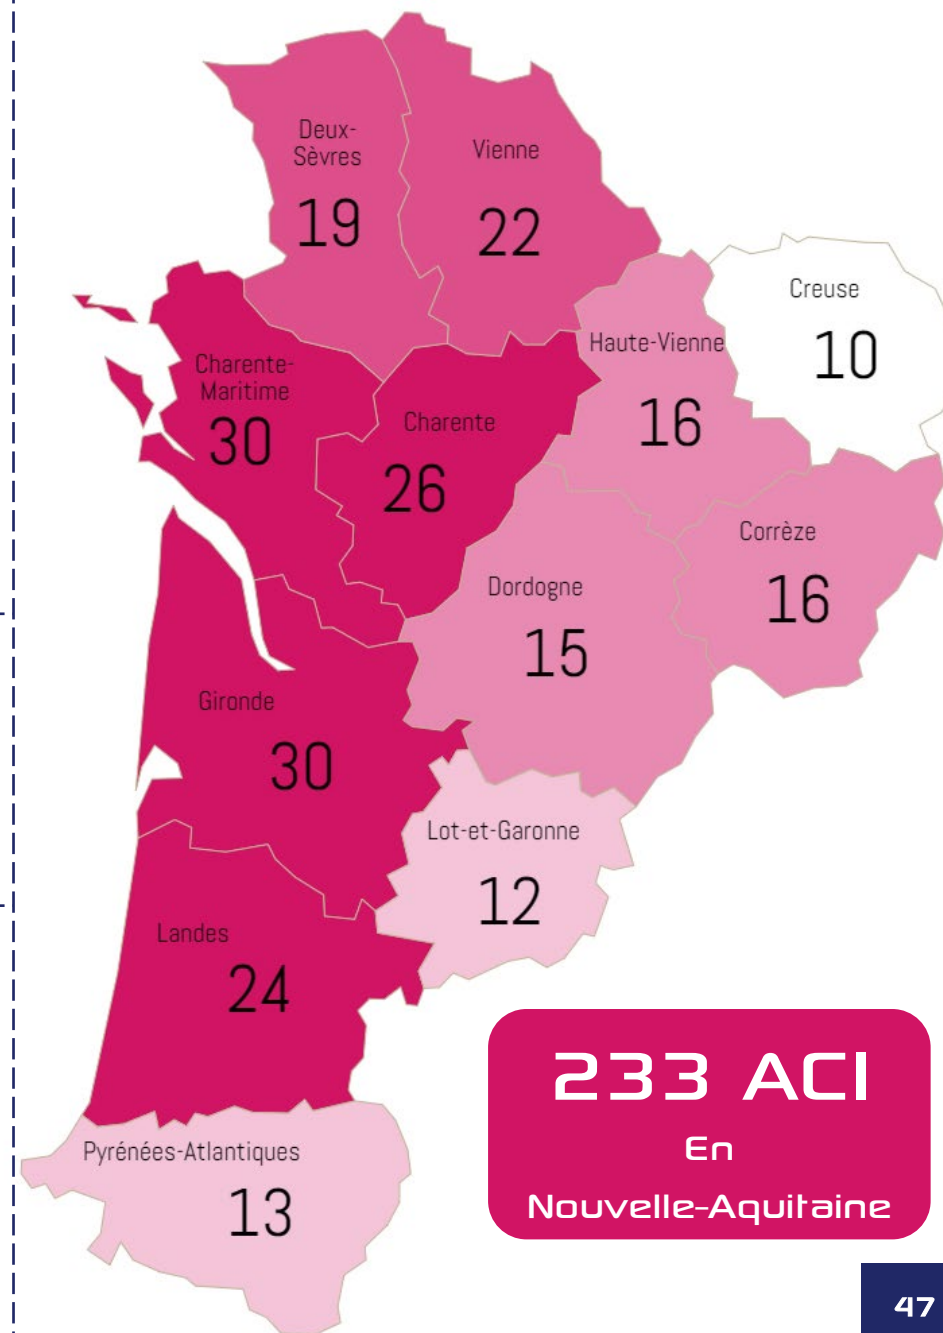 Deux-
Sèvres
19
Vienne
22
Creuse
10
Haute-Vienne
16
Charente-
Maritime
30
Charente
26
Corrèze
16
Dordogne
15
Gironde
30
Lot-et-Garonne
12
Landes
24
Pyrénées-Atlantiques
13
233 ACI
En
Nouvelle-Aquitaine
47